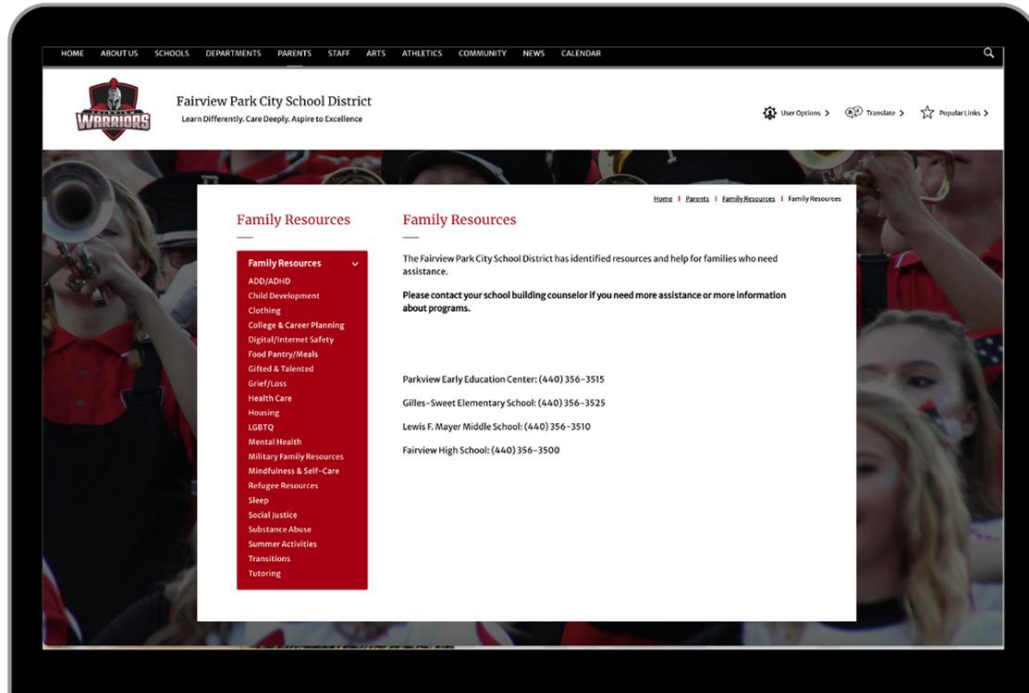 HOME ABOUT US SCHOOLS DEPARTMENTS PARENTS STAFF ARTS ATHLETICS COMMUNITY NEWS CALENDAR
FAIRVIEW
WARRIORS
Fairview Park City School District
Learn Differently. Care Deeply. Aspire to Excellence
User Options
Translate
Popular Links
Home | Parents | Family Resources | Family Resources
Family Resources
Family Resources
ADD/ADHD
Child Development
Clothing
College & Career Planning
Digital/Internet Safety
Food Pantry/Meals
Gifted & Talented
Grief/Loss
Health Care
Housing
LGBTQ
Mental Health
Military Family Resources
Mindfulness & Self-Care
Refugee Resources
Sleep
Social Justice
Substance Abuse
Summer Activities
Transitions
Tutoring
Family Resources
The Fairview Park City School District has identified resources and help for families who need
assistance.
Please contact your school building counselor if you need more assistance or more information
about programs.
Parkview Early Education Center: (440) 356-3515
Gilles-Sweet Elementary School: (440) 356-3525
Lewis F. Mayer Middle School: (440) 356-3510
Fairview High School: (440) 356-3500